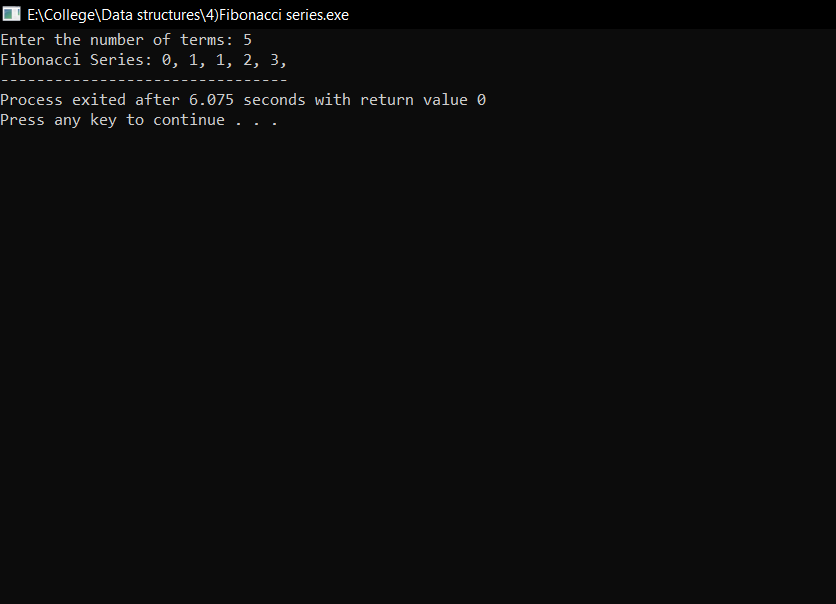 E:\College\Data structures\4)Fibonacci series.exe
Enter the number of terms: 5
Fibonacci Series: 0, 1, 1, 2, 3,
--------------------------------
Process exited after 6.075 seconds with return value 0
Press any key to continue . . .